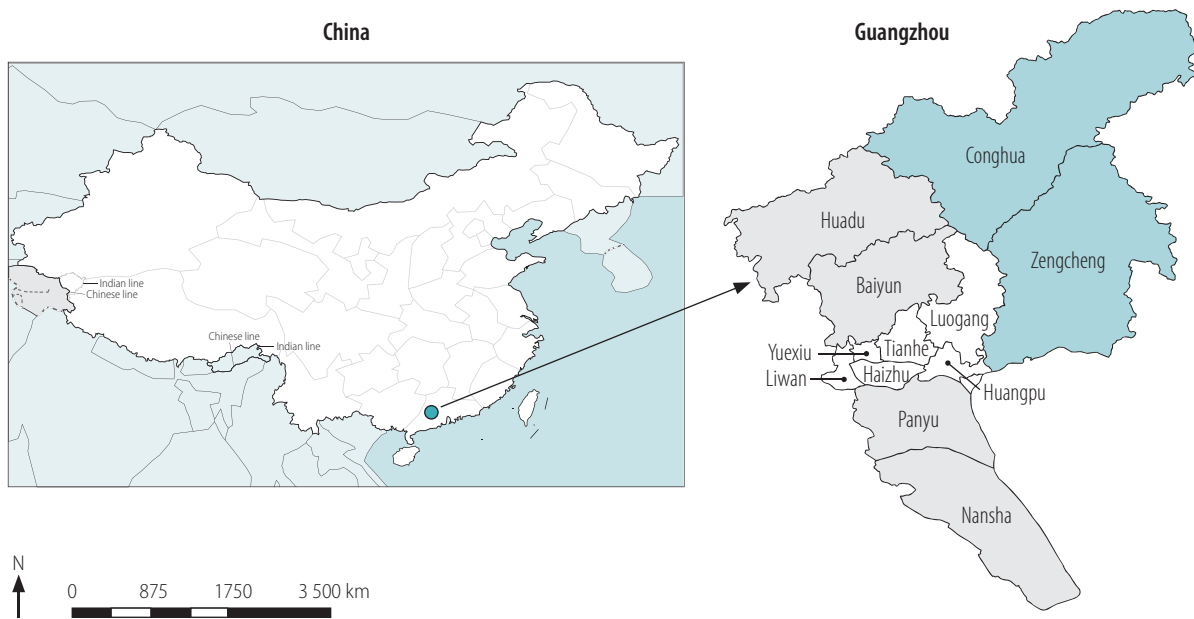 China
Guangzhou
Indian line
Chinese line
Chinese line
Indian line
Conghua
Huadu
Zengcheng
Baiyun
Luogang
Yuexiu
Tianhe
Liwan
Haizhu
Huangpu
Panyu
Nansha
N
0 875 1750 3 500 km